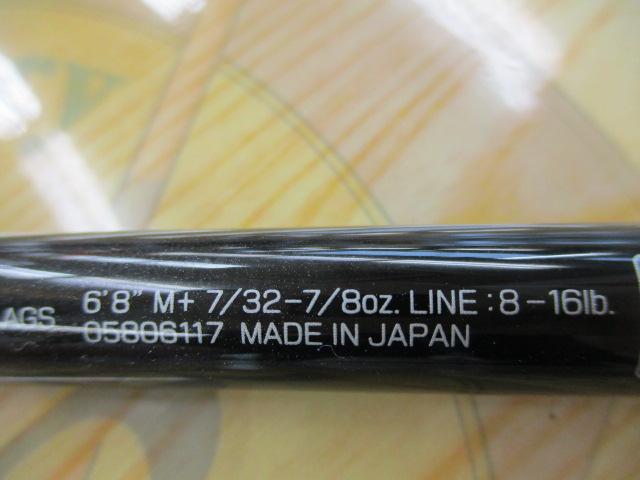 AGS 6'8" M+ 7/32-7/8oz. LINE : 8-16lb.
05806117 MADE IN JAPAN